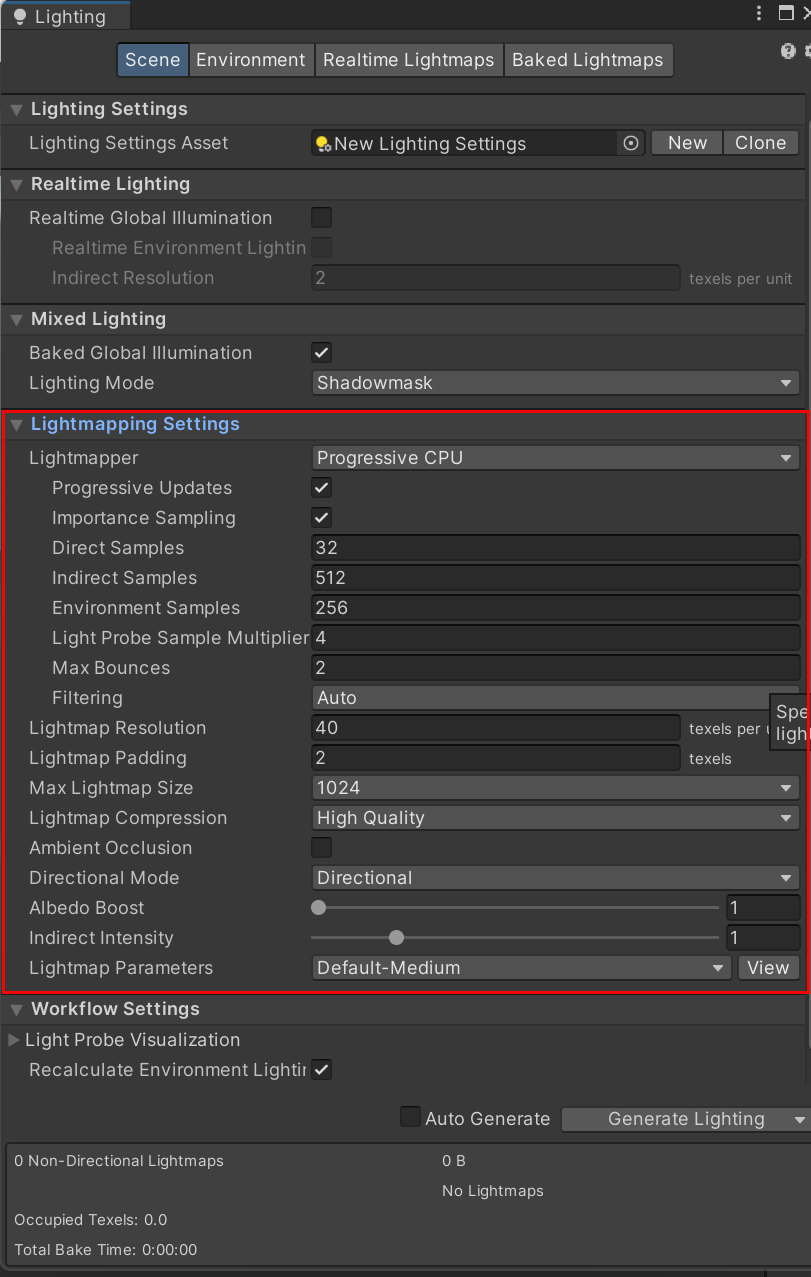 Lighting
Scene Environment Realtime Lightmaps Baked Lightmaps
Lighting Settings
Lighting Settings Asset New Lighting Settings New Clone
Realtime Lighting
Realtime Global Illumination
Realtime Environment Lightin
Indirect Resolution 2 texels per unit
Mixed Lighting
Baked Global Illumination
Lighting Mode Shadowmask
Lightmapping Settings
Lightmapper Progressive CPU
Progressive Updates
Importance Sampling
Direct Samples 32
Indirect Samples 512
Environment Samples 256
Light Probe Sample Multiplier 4
Max Bounces 2
Filtering Auto
Spe
Lightmap Resolution 40 texels per u
ligh
Lightmap Padding 2 texels
Max Lightmap Size 1024
Lightmap Compression High Quality
Ambient Occlusion
Directional Mode Directional
Albedo Boost 1
Indirect Intensity 1
Lightmap Parameters Default-Medium View
Workflow Settings
Light Probe Visualization
Recalculate Environment Lightin
Auto Generate Generate Lighting
0 Non-Directional Lightmaps 0 B
No Lightmaps
Occupied Texels: 0.0
Total Bake Time: 0:00:00